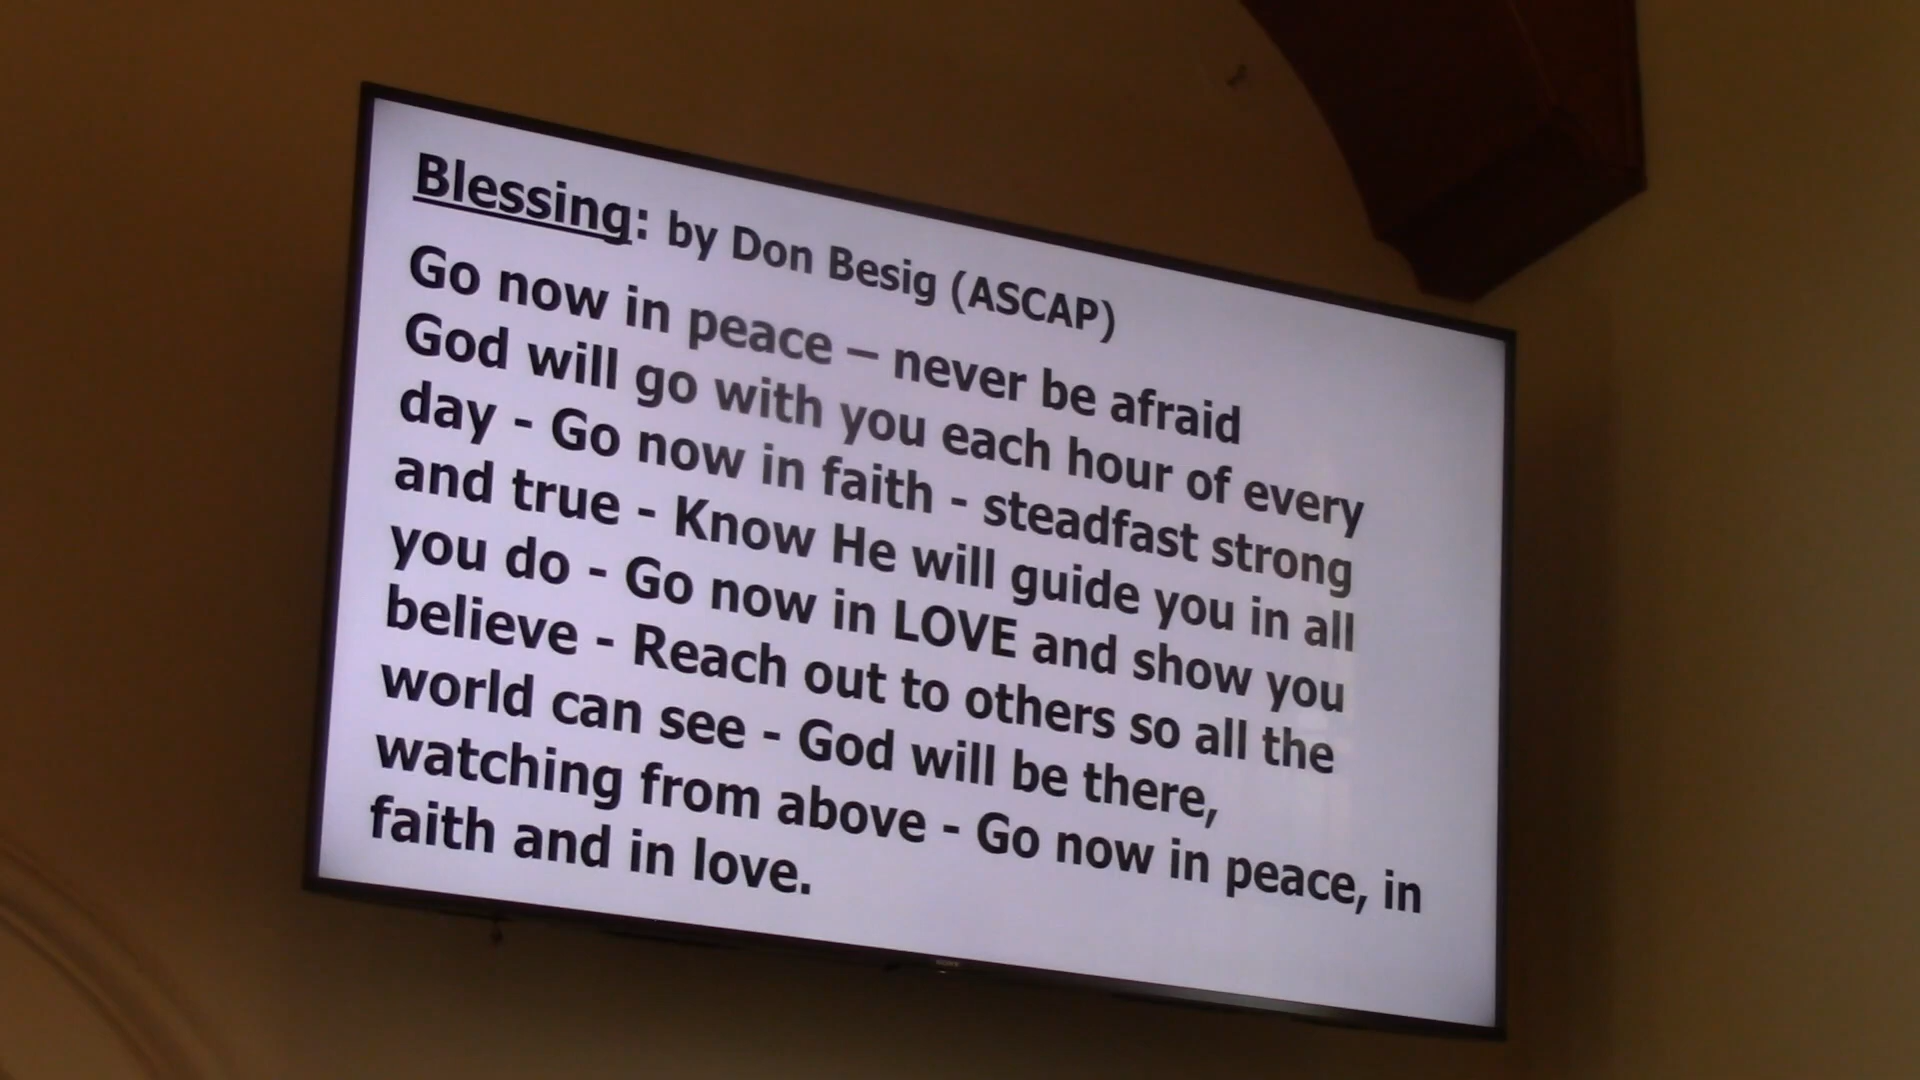 Blessing: by Don Besig (ASCAP)
Go now in peace – never be afraid
God will go with you each hour of every
day - Go now in faith - steadfast strong
and true - Know He will guide you in all
you do - Go now in LOVE and show you
believe - Reach out to others so all the
world can see - God will be there,
watching from above - Go now in peace, in
faith and in love.
SONY